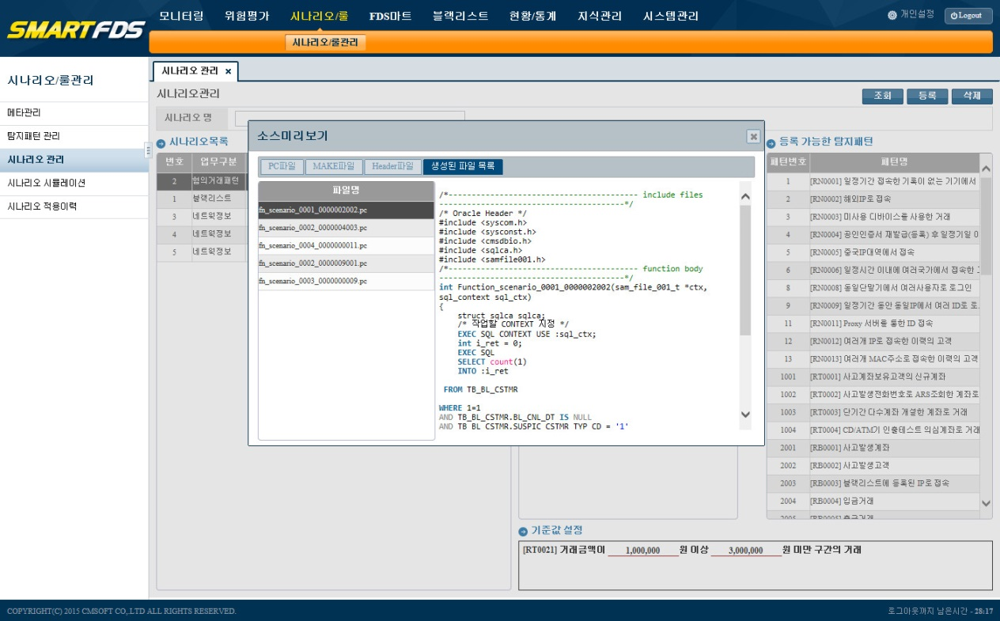 SMARTFDS
모니터링 위험평가 시나리오/룰 FDS마트 블랙리스트 현황/통계 지식관리 시스템관리
개인설정 Logout
시나리오/룰관리
시나리오/룰관리
메타관리
탐지패턴 관리
시나리오 관리
시나리오 시뮬레이션
시나리오 적용이력
시나리오 관리 ×
시나리오관리
조회 등록 삭제
시나리오 명
시나리오목록
번호 업무구분
2 혐의거래패턴
1 블랙리스트
3 네트웍정보
4 네트웍정보
5 네트웍정보
소스미리보기
PC파일 MAKE파일 Header파일 생성된 파일 목록
파일명
fn_scenario_0001_0000002002.pc
fn_scenario_0002_0000004003.pc
fn_scenario_0004_0000000011.pc
fn_scenario_0002_0000009001.pc
fn_scenario_0003_0000000009.pc
/*----------------------------------------- include files
----------------------------------------*/
/* Oracle Header */
#include <syscom.h>
#include <sysconst.h>
#include <cmsdbio.h>
#include <sqlca.h>
#include <samfile001.h>
/*----------------------------------------- function body
----------------------------------------*/
int Function_scenario_0001_0000002002(sam_file_001_t *ctx,
sql_context sql_ctx)
{
struct sqlca sqlca;
/* 작업할 CONTEXT 지정 */
EXEC SQL CONTEXT USE :sql_ctx;
int i_ret = 0;
EXEC SQL
SELECT count(1)
INTO :i_ret
FROM TB_BL_CSTMR
WHERE 1=1
AND TB_BL_CSTMR.BL_CNL_DT IS NULL
AND TB_BL_CSTMR.SUSPIC_CSTMR_TYP_CD = '1'
등록 가능한 탐지패턴
패턴번호 패턴명
1 [RN0001] 일정기간 접속한 기록이 없는 기기에서
2 [RN0002] 해외IP로 접속
3 [RN0003] 미사용 디바이스를 사용한 거래
4 [RN0004] 공인인증서 재발급(등록) 후 일정기일 이
5 [RN0005] 중국IP대역에서 접속
6 [RN0006] 일정시간 이내에 여러국가에서 접속한
8 [RN0008] 동일단말기에서 여러사용자로 로그인
9 [RN0009] 일정기간 동안 동일IP에서 여러 ID로 로
11 [RN0011] Proxy 서버를 통한 ID 접속
12 [RN0012] 여러개 IP로 접속한 이력의 고객
13 [RN0013] 여러개 MAC주소로 접속한 이력의 고객
1001 [RT0001] 사고계좌보유고객의 신규계좌
1002 [RT0002] 사고발생전화번호로 ARS조회한 계좌로
1003 [RT0003] 단기간 다수계좌 개설한 계좌로 거래
1004 [RT0004] CD/ATM기 인출테스트 의심계좌로 거래
2001 [RB0001] 사고발생계좌
2002 [RB0002] 사고발생고객
2003 [RB0003] 블랙리스트에 등록된 IP로 접속
2004 [RB0004] 입금거래
2005 [RB0005] 출금거래
기준값 설정
[RT0021] 거래금액이 1,000,000 원 이상 3,000,000 원 미만 구간의 거래
COPYRIGHT(C) 2015 CMSOFT CO,.LTD ALL RIGHTS RESERVED.
로그아웃까지 남은시간 - 28:17